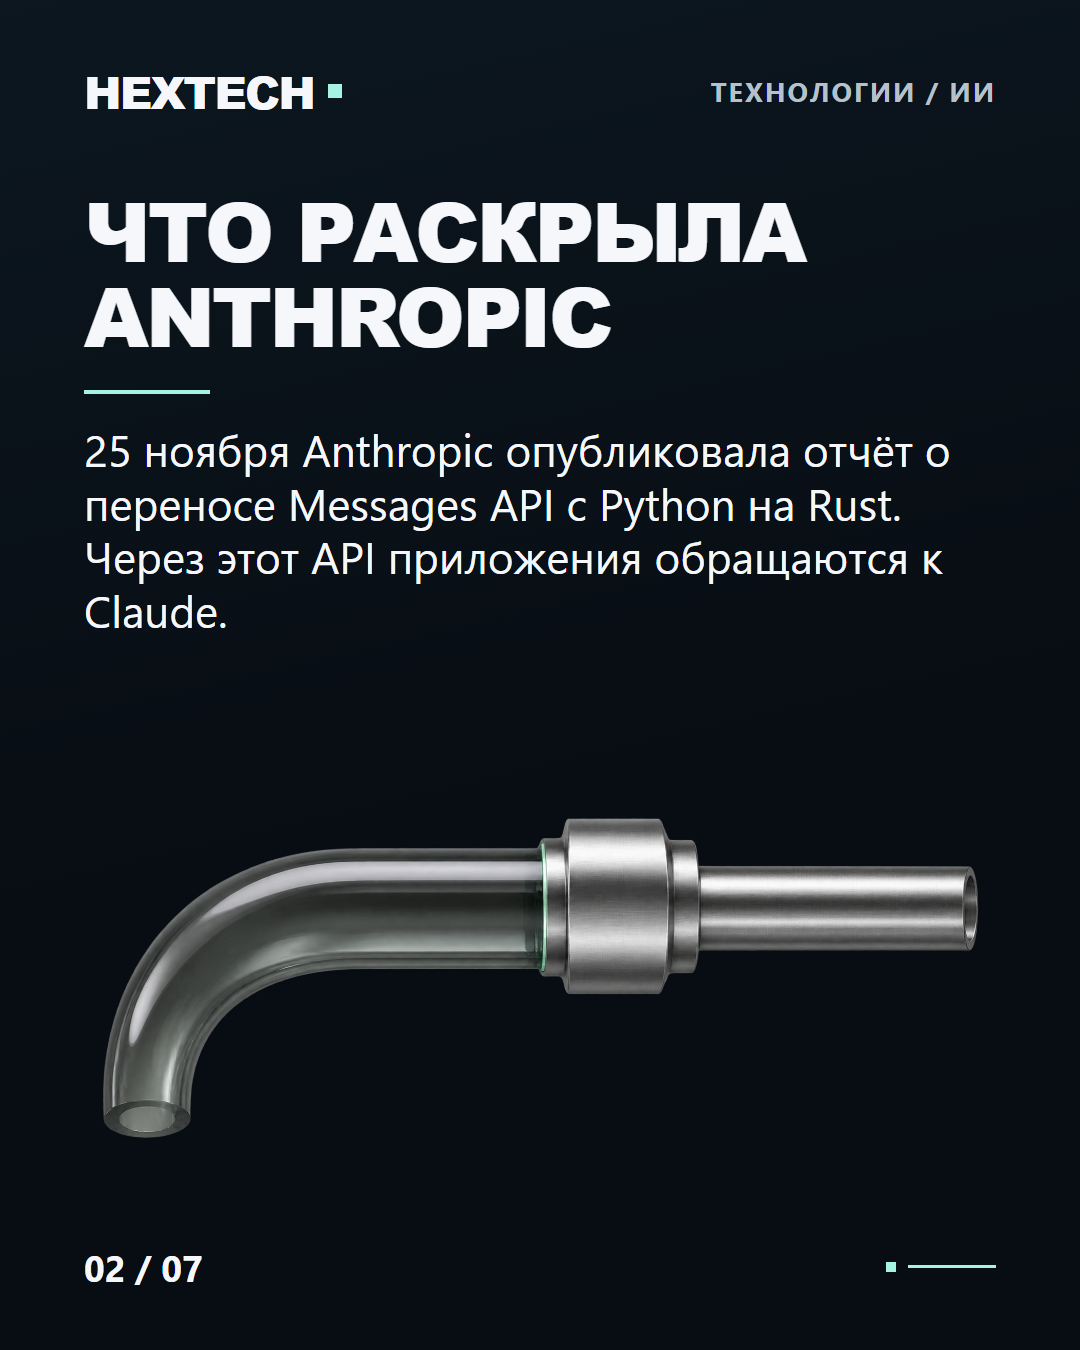 HEXTECH
ТЕХНОЛОГИИ / ИИ
ЧТО РАСКРЫЛА
ANTHROPIC
25 ноября Anthropic опубликовала отчёт о
переносе Messages API с Python на Rust.
Через этот API приложения обращаются к
Claude.
02 / 07